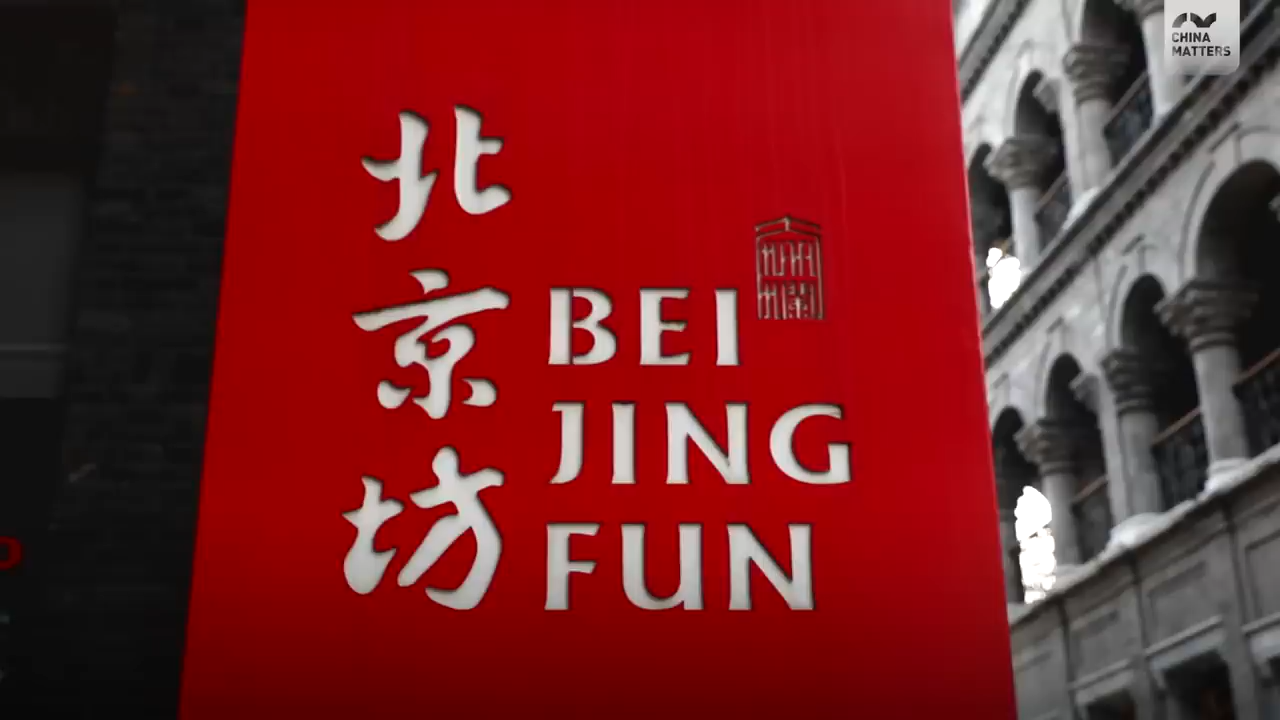 北京坊
BEI
JING
FUN
CHINA
MATTERS